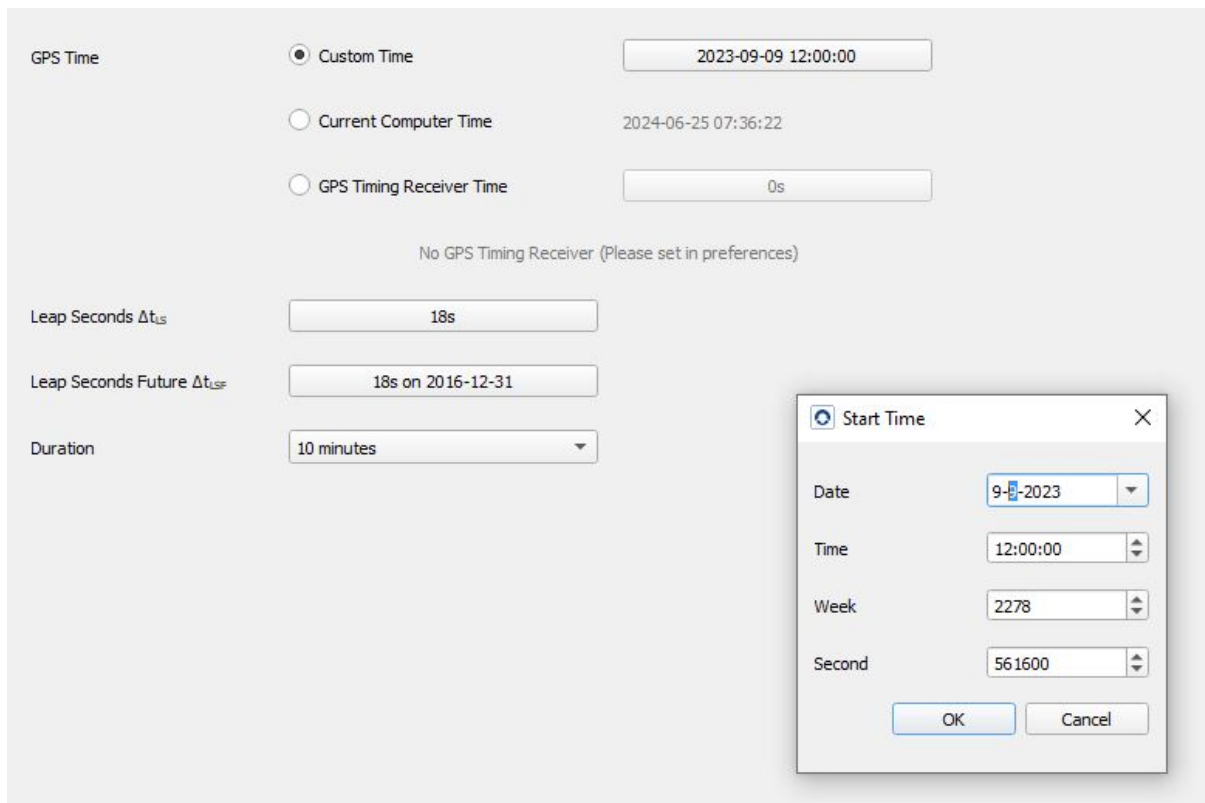 GPS Time
Custom Time
2023-09-09 12:00:00
Current Computer Time
2024-06-25 07:36:22
GPS Timing Receiver Time
0s
No GPS Timing Receiver (Please set in preferences)
Leap Seconds Δt_LS
18s
Leap Seconds Future Δt_LSF
18s on 2016-12-31
Duration
10 minutes
Start Time
Date
9-9-2023
Time
12:00:00
Week
2278
Second
561600
OK
Cancel